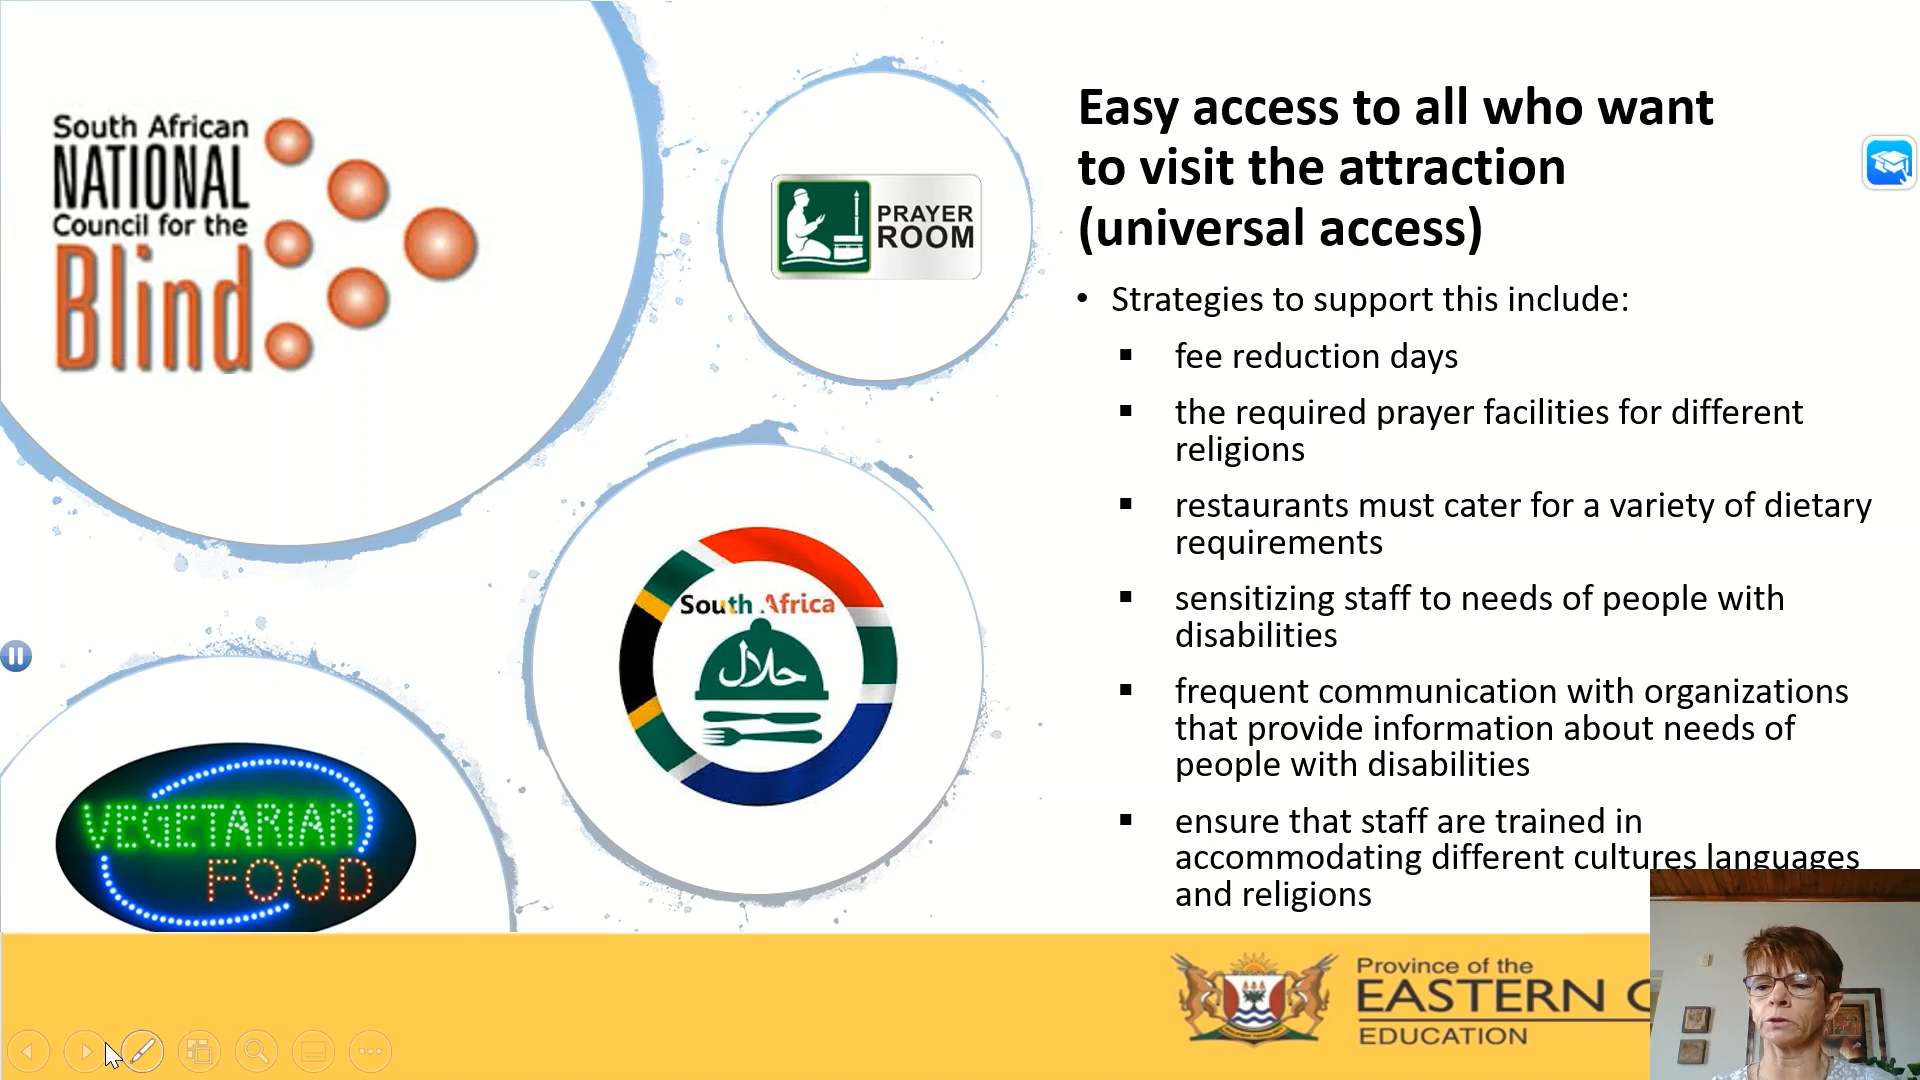 South African
NATIONAL
Council for the
Blind
PRAYER
ROOM
South Africa
حلال
VEGETARIAN
FOOD
Easy access to all who want
to visit the attraction
(universal access)
• Strategies to support this include:
▪ fee reduction days
▪ the required prayer facilities for different
religions
▪ restaurants must cater for a variety of dietary
requirements
▪ sensitizing staff to needs of people with
disabilities
▪ frequent communication with organizations
that provide information about needs of
people with disabilities
▪ ensure that staff are trained in
accommodating different cultures languages
and religions
Province of the
EASTERN
EDUCATION